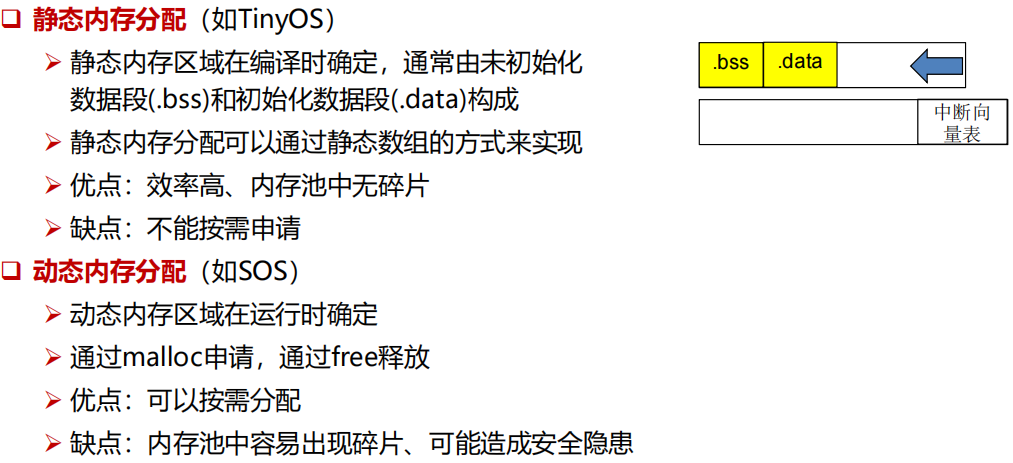 静态内存分配（如TinyOS）
静态内存区域在编译时确定，通常由未初始化
数据段(.bss)和初始化数据段(.data)构成
静态内存分配可以通过静态数组的方式来实现
优点：效率高、内存池中无碎片
缺点：不能按需申请
动态内存分配（如SOS）
动态内存区域在运行时确定
通过malloc申请，通过free释放
优点：可以按需分配
缺点：内存池中容易出现碎片、可能造成安全隐患
.bss .data
中断向
量表